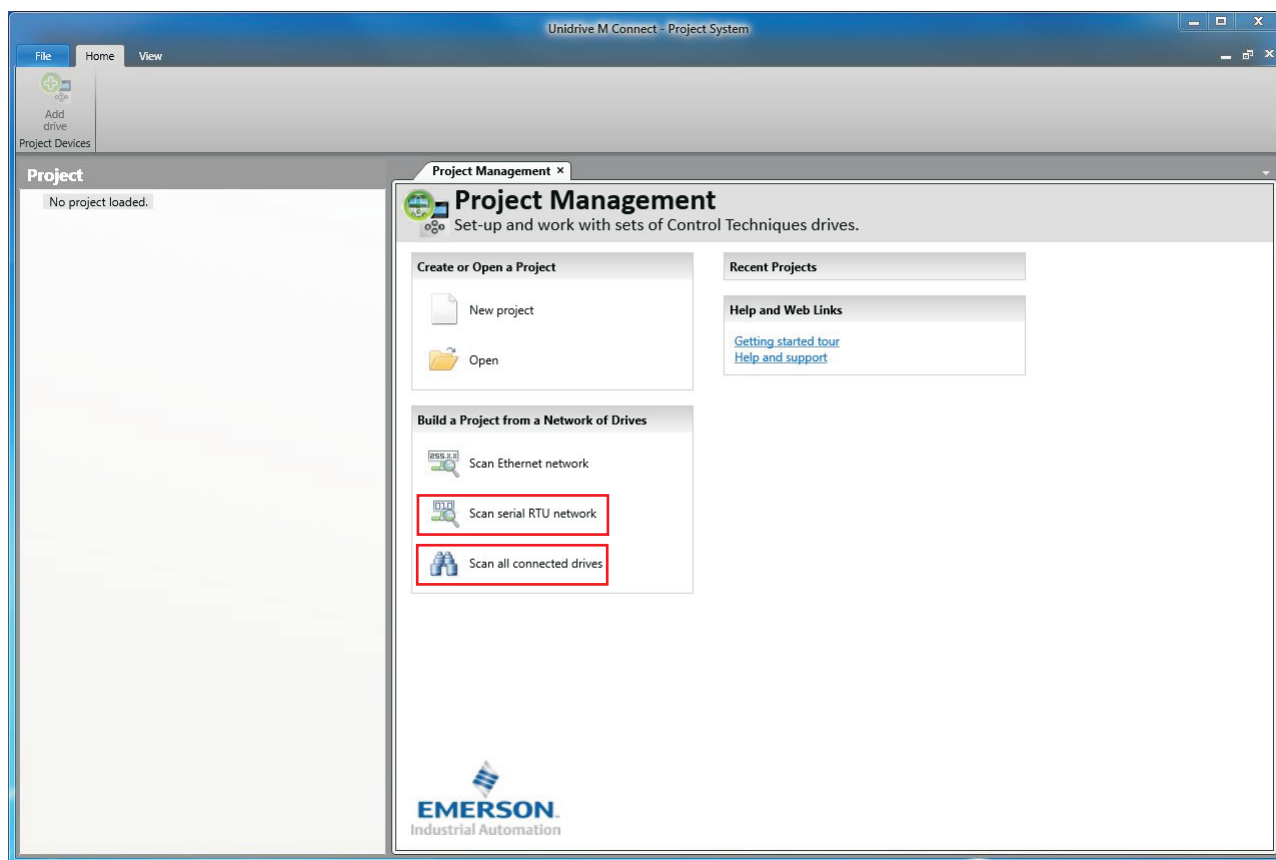 Unidrive M Connect - Project System
File Home View
Add
drive
Project Devices
Project
No project loaded.
Project Management ×
Project Management
Set-up and work with sets of Control Techniques drives.
Create or Open a Project
New project
Open
Recent Projects
Help and Web Links
Getting started tour
Help and support
Build a Project from a Network of Drives
255.X.X
Scan Ethernet network
010
Scan serial RTU network
Scan all connected drives
EMERSON.
Industrial Automation